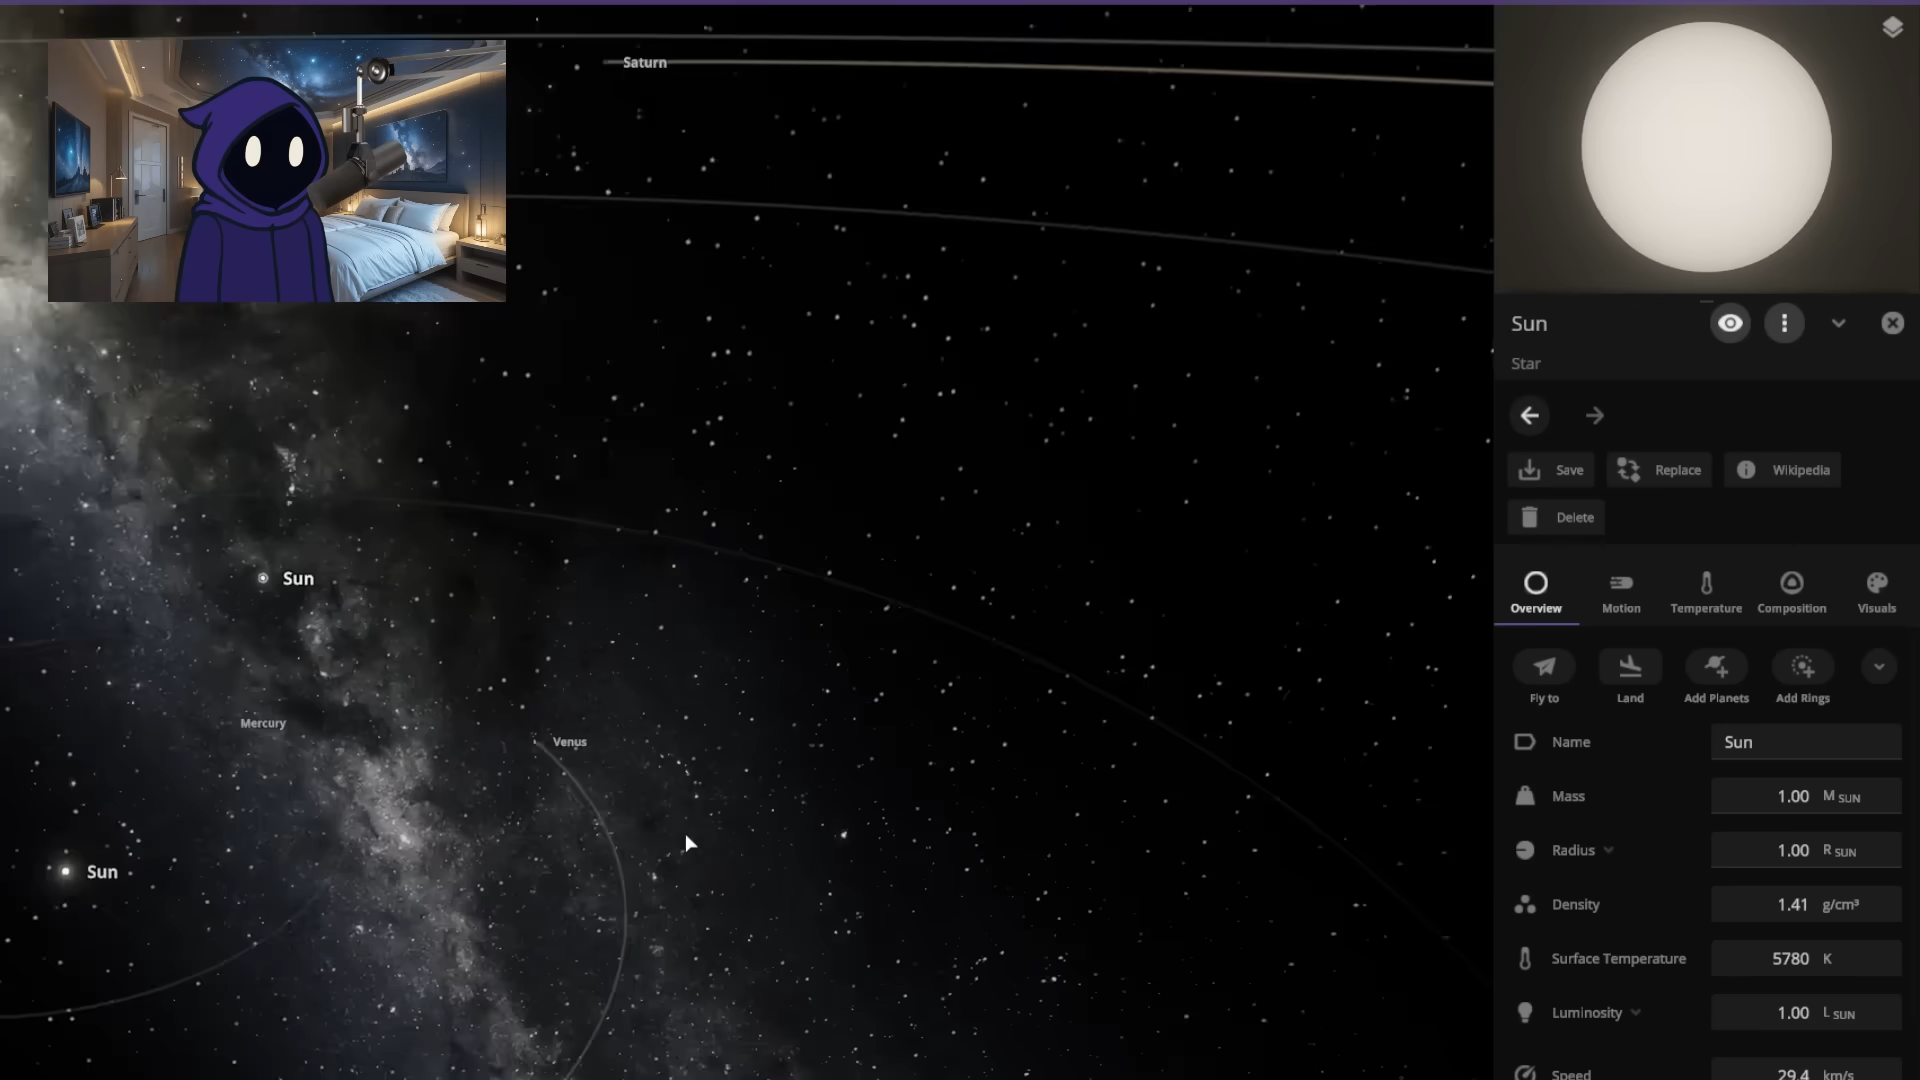 Saturn
Sun
Mercury
Venus
Sun
Sun
Star
Save
Replace
Wikipedia
Delete
Overview
Motion
Temperature
Composition
Visuals
Fly to
Land
Add Planets
Add Rings
Name Sun
Mass 1.00 M SUN
Radius 1.00 R SUN
Density 1.41 g/cm³
Surface Temperature 5780 K
Luminosity 1.00 L SUN
Speed 29.4 km/s